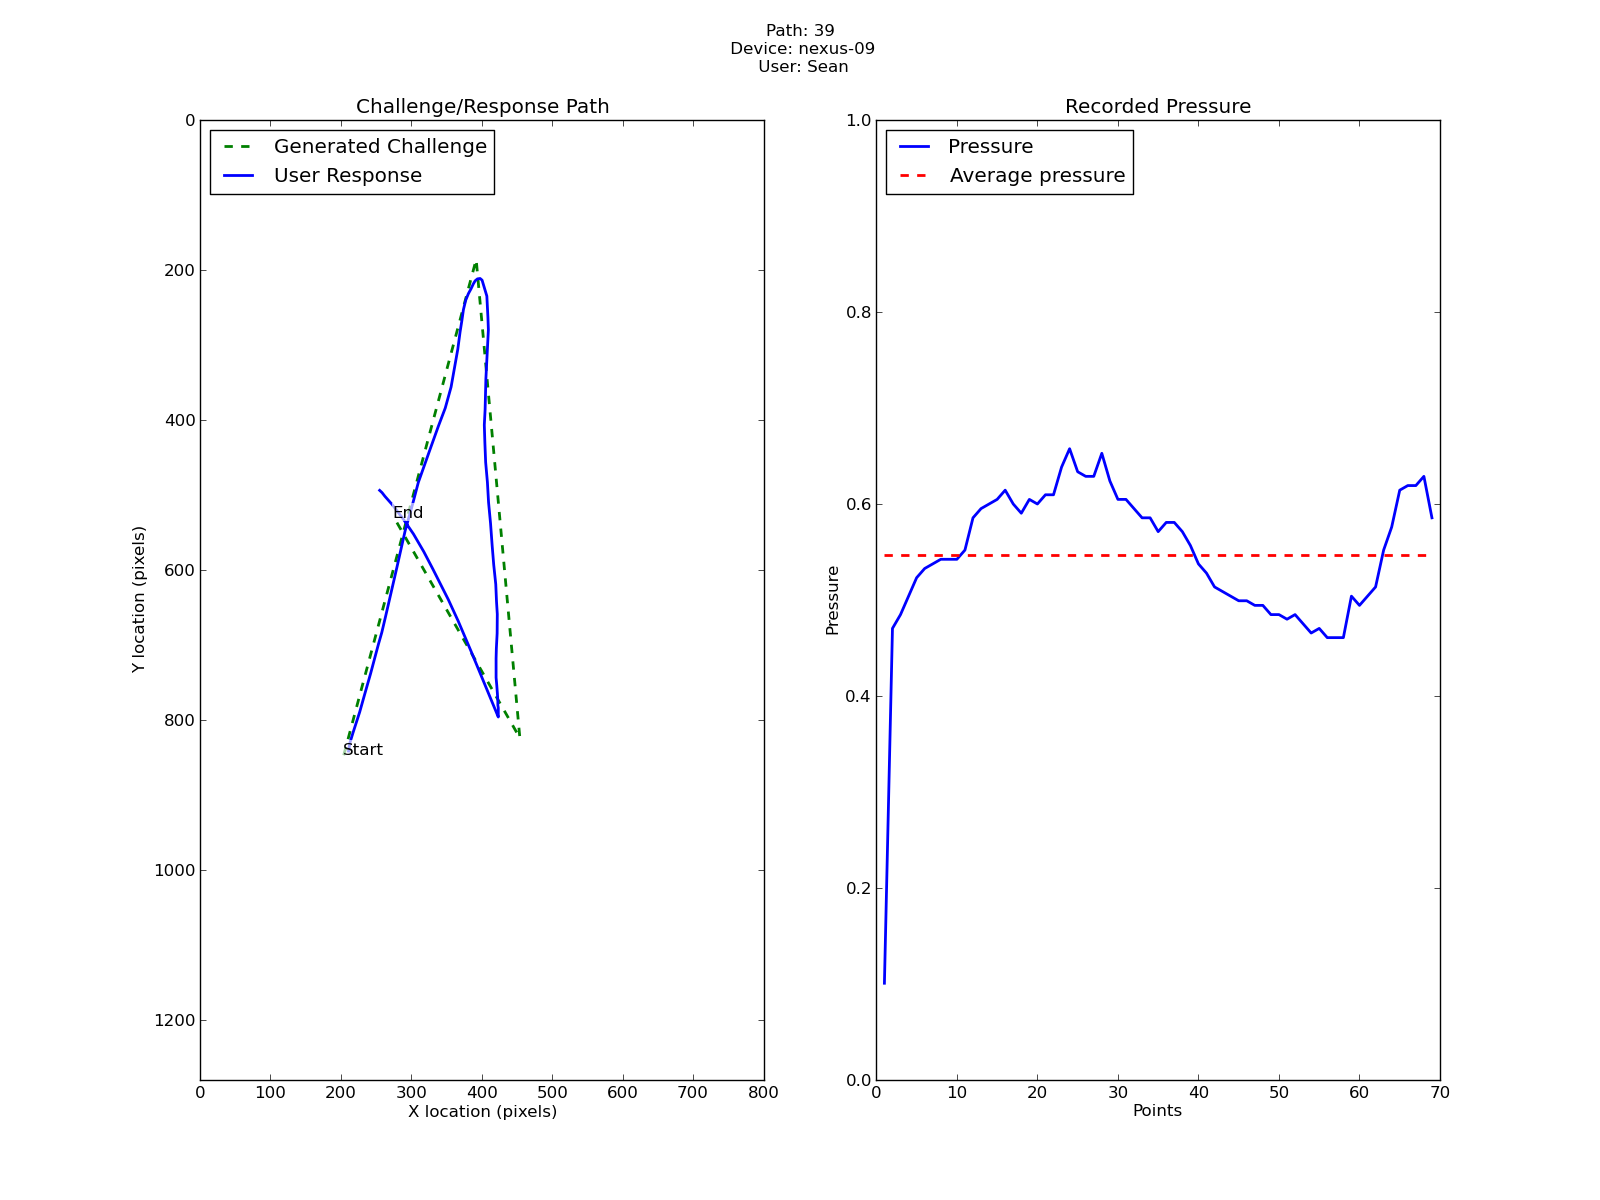 Path: 39
Device: nexus-09
User: Sean
Challenge/Response Path
Generated Challenge
User Response
0
200
400
600
800
1000
1200
Y location (pixels)
End
Start
0 100 200 300 400 500 600 700 800
X location (pixels)
Recorded Pressure
Pressure
Average pressure
1.0
0.8
0.6
0.4
0.2
0.0
Pressure
0 10 20 30 40 50 60 70
Points